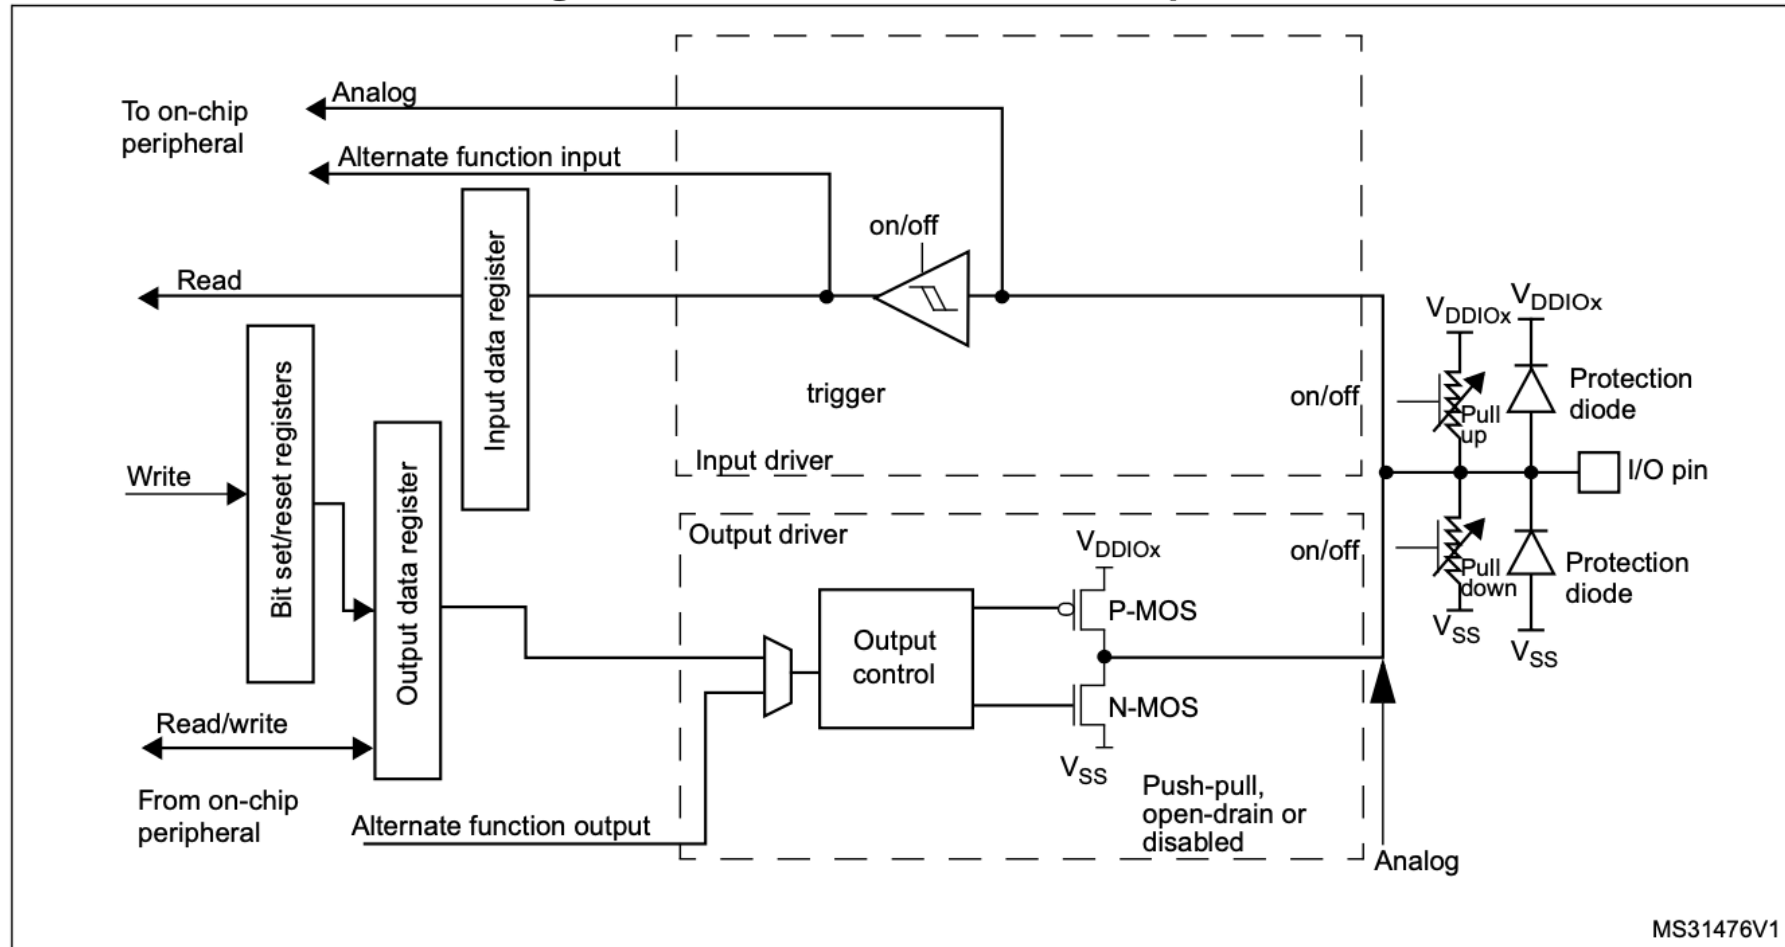 Analog
To on-chip
peripheral
Alternate function input
on/off
Read
Input data register
VDDIOx
VDDIOx
Bit set/reset registers
trigger
on/off
Pull
up
Protection
diode
Write
Input driver
I/O pin
Output data register
Output driver
VDDIOx
on/off
Pull
down
Protection
diode
P-MOS
VSS
VSS
Output
control
N-MOS
Read/write
VSS
Push-pull,
open-drain or
disabled
From on-chip
peripheral
Alternate function output
Analog
MS31476V1